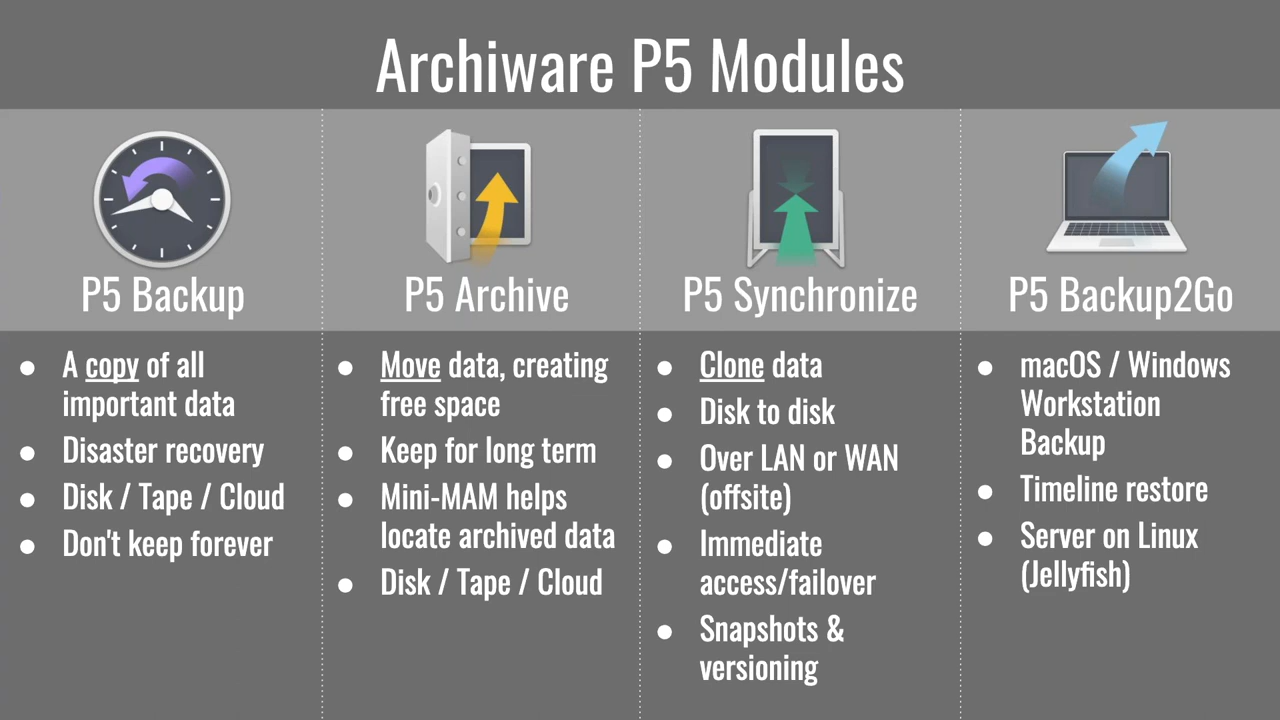 Archiware P5 Modules
P5 Backup
● A copy of all
important data
● Disaster recovery
● Disk / Tape / Cloud
● Don't keep forever
P5 Archive
● Move data, creating
free space
● Keep for long term
● Mini-MAM helps
locate archived data
● Disk / Tape / Cloud
P5 Synchronize
● Clone data
● Disk to disk
● Over LAN or WAN
(offsite)
● Immediate
access/failover
● Snapshots &
versioning
P5 Backup2Go
● macOS / Windows
Workstation
Backup
● Timeline restore
● Server on Linux
(Jellyfish)